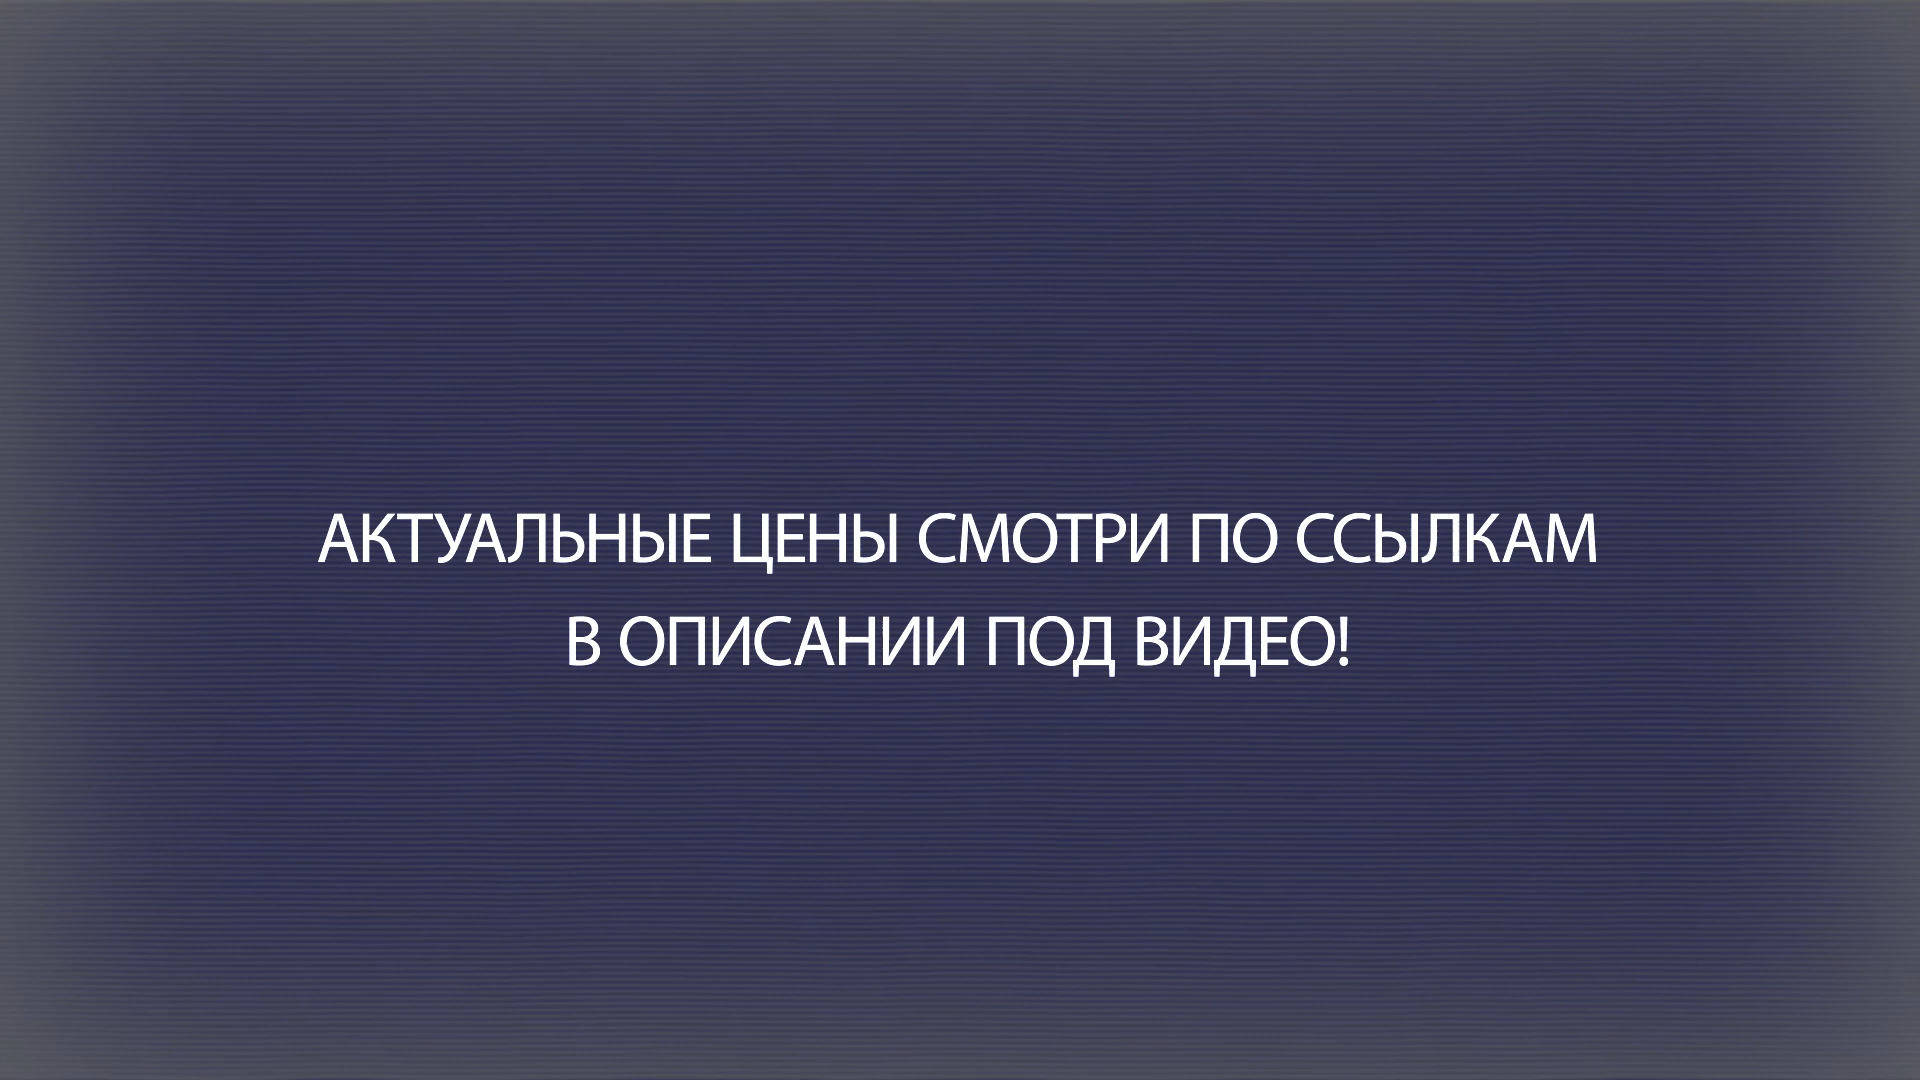 АКТУАЛЬНЫЕ ЦЕНЫ СМОТРИ ПО ССЫЛКАМ
В ОПИСАНИИ ПОД ВИДЕО!